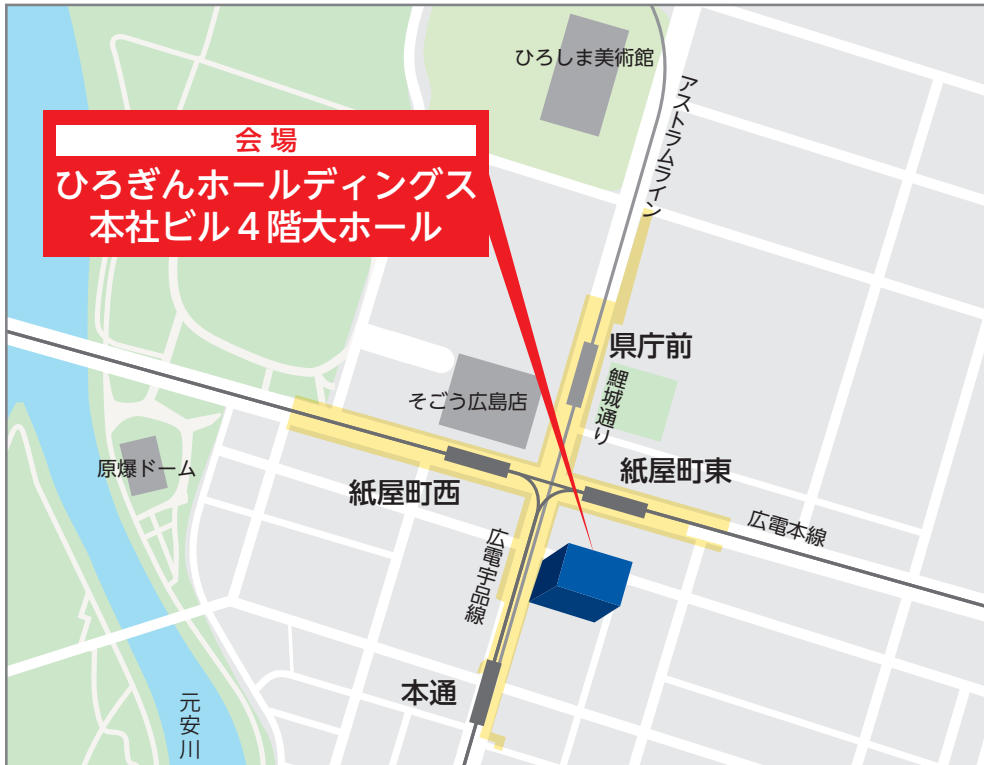 ひろしま美術館
アストラムライン
会場
ひろぎんホールディングス
本社ビル４階大ホール
県庁前
鯉城通り
そごう広島店
原爆ドーム
紙屋町西
紙屋町東
広電本線
広電宇品線
本通
元安川